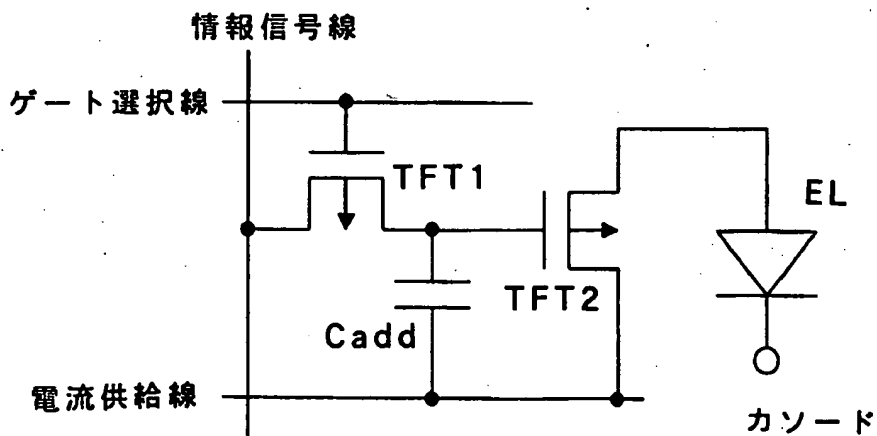 情報信号線
ゲート選択線
TFT1
EL
TFT2
Cadd
電流供給線
カソード